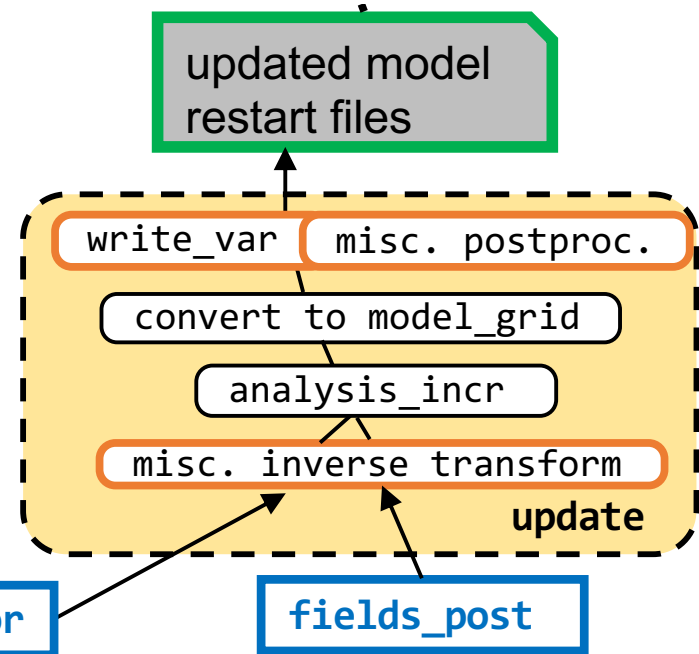 updated model
restart files
write_var
misc. postproc.
convert to model_grid
analysis_incr
misc. inverse transform
update
fields_post